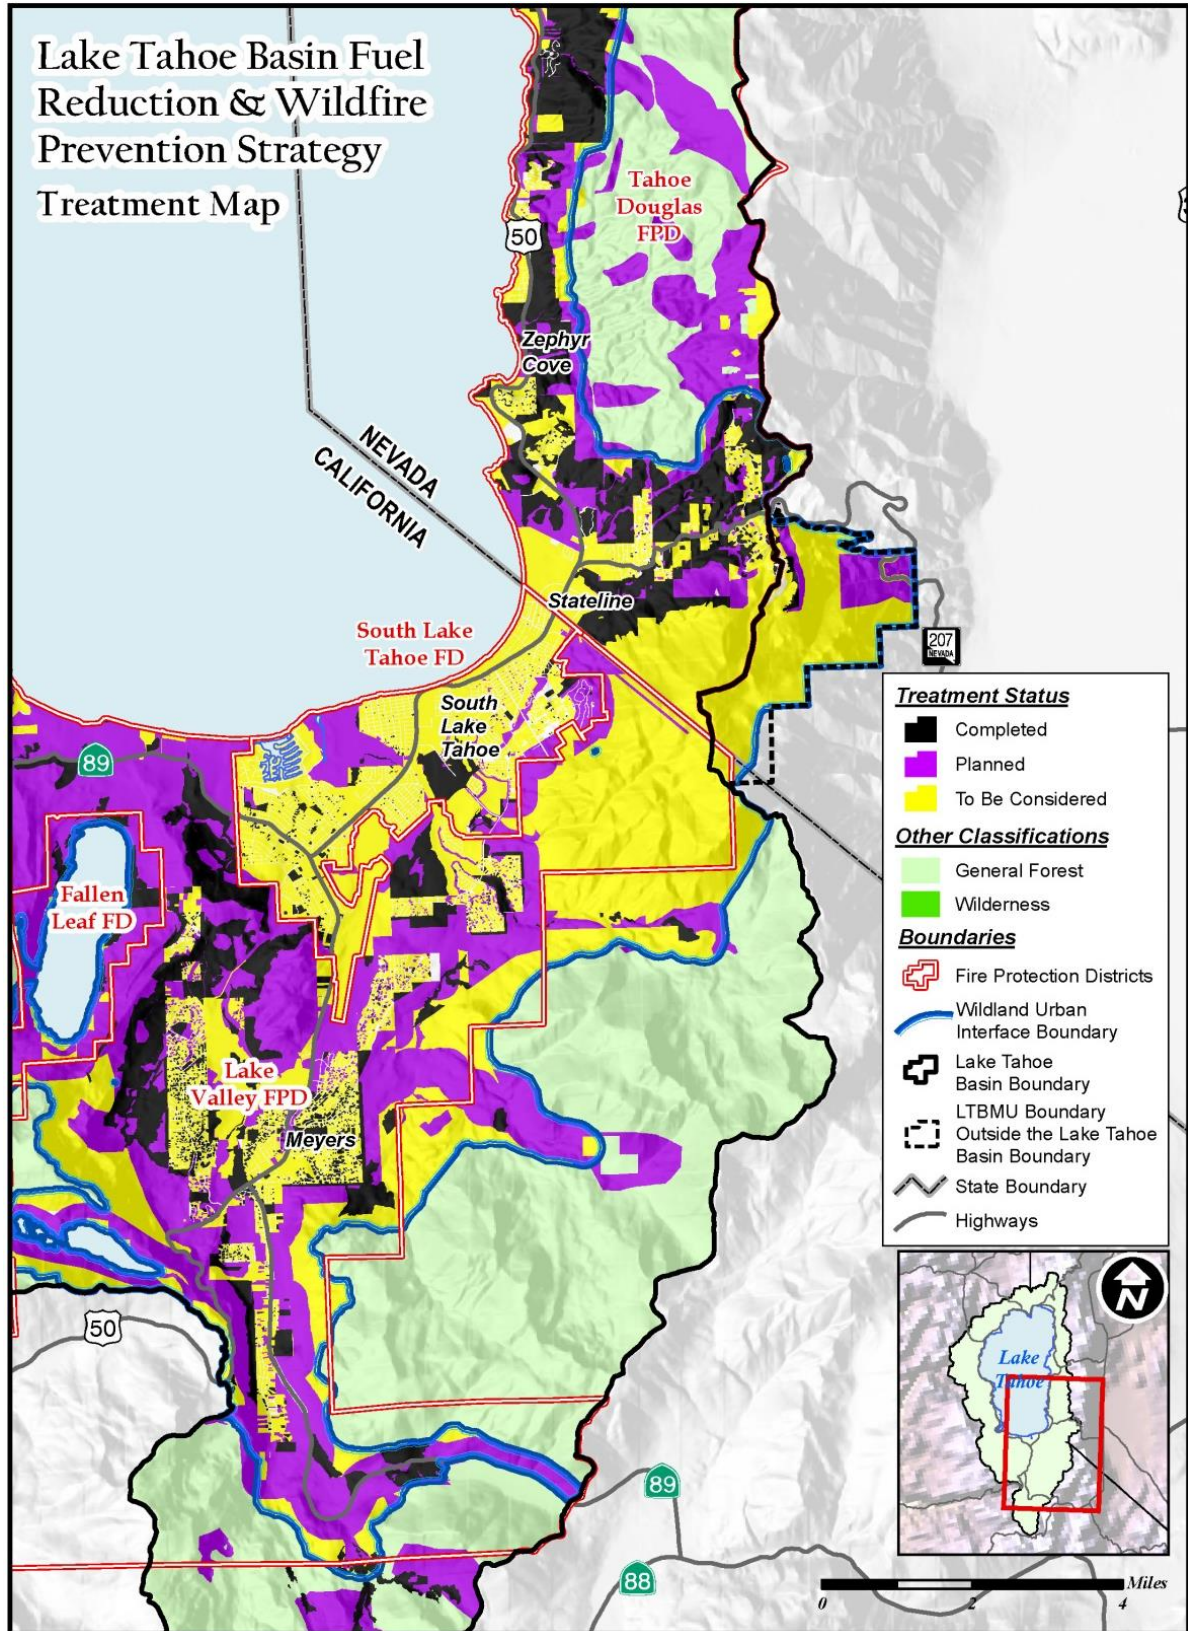 Lake Tahoe Basin Fuel
Reduction & Wildfire
Prevention Strategy
Treatment Map
Tahoe
Douglas
FPD
50
Zephyr
Cove
NEVADA
CALIFORNIA
Stateline
South Lake
Tahoe FD
207
NEVADA
South
Lake
Tahoe
89
Fallen
Leaf FD
Lake
Valley FPD
Meyers
50
89
88
Treatment Status
Completed
Planned
To Be Considered
Other Classifications
General Forest
Wilderness
Boundaries
Fire Protection Districts
Wildland Urban
Interface Boundary
Lake Tahoe
Basin Boundary
LTBMU Boundary
Outside the Lake Tahoe
Basin Boundary
State Boundary
Highways
N
Lake
Tahoe
Miles
0 2 4